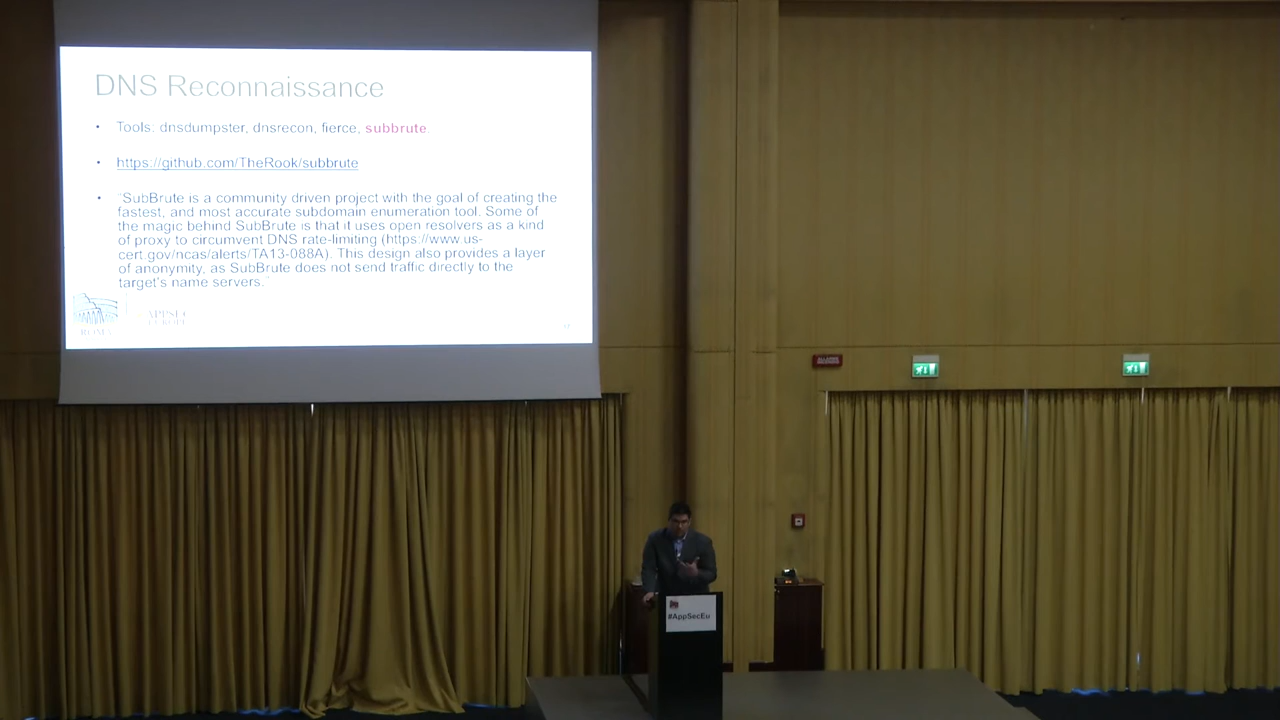 DNS Reconnaissance
• Tools: dnsdumpster, dnsrecon, fierce, subbrute
• https://github.com/TheRook/subbrute
• "SubBrute is a community driven project with the goal of creating the
fastest, and most accurate subdomain enumeration tool. Some of
the magic behind SubBrute is that it uses open resolvers as a kind
of proxy to circumvent DNS rate-limiting (https://www.us-
cert.gov/ncas/alerts/TA13-088A). This design also provides a layer
of anonymity, as SubBrute does not send traffic directly to the
target's name servers."
APPSEC
EUROPE
#AppSecEu